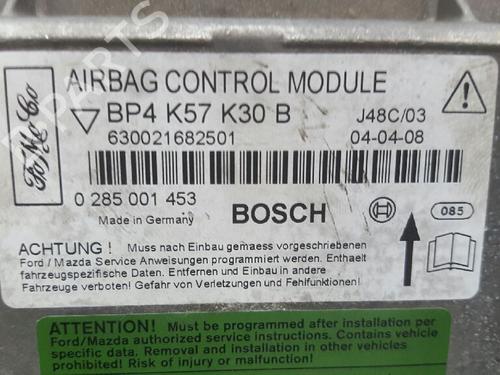 AIRBAG CONTROL MODULE
BP4 K57 K30 B
J48C/03
630021682501
04-04-08
FoMoCo
0 285 001 453
Made in Germany
BOSCH
085
ACHTUNG ! Muss nach Einbau gemaess vorgeschriebenen
Ford / Mazda Service Anweisungen programmiert werden. Enthaelt
fahrzeugspezifische Daten. Entfernen und Einbau in andere
Fahrzeuge verboten! Gefahr von Verletzungen und Fehlfunktionen!
ATTENTION! Must be programmed after installation per
Ford/Mazda authorized service instructions. Contains vehicle
specific data. Removal and installation in other vehicles
prohibited! Risk of injury or malfunction!